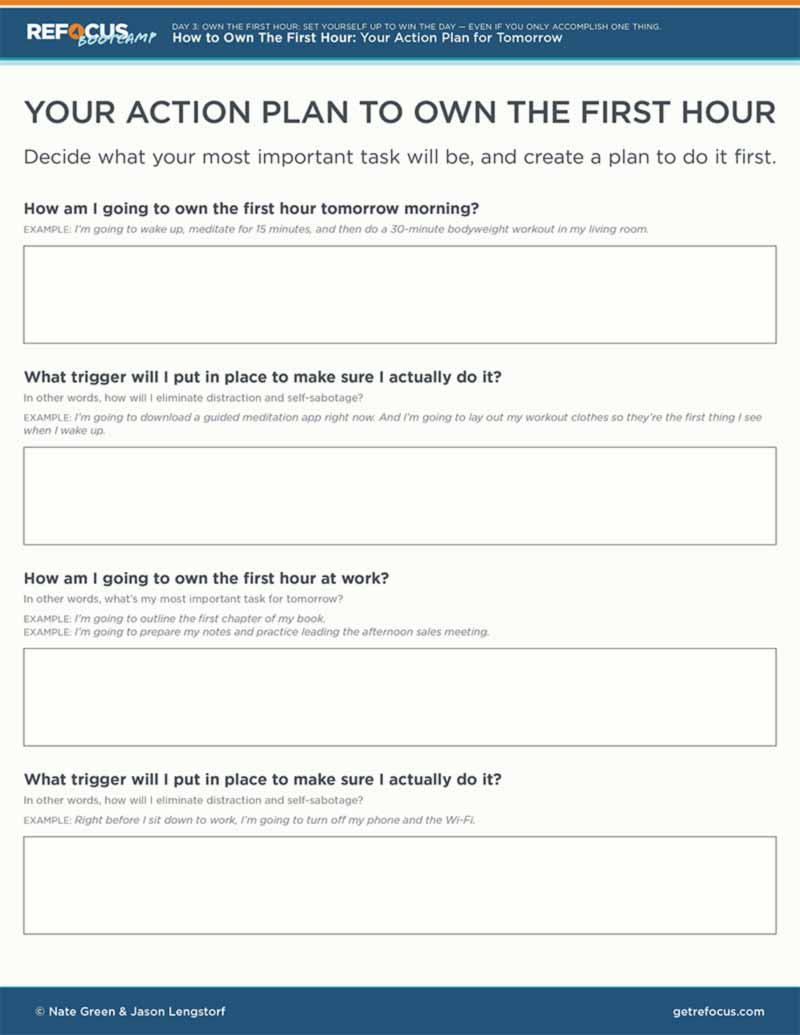 REFOCUS
BOOTCAMP
DAY 3: OWN THE FIRST HOUR: SET YOURSELF UP TO WIN THE DAY — EVEN IF YOU ONLY ACCOMPLISH ONE THING.
How to Own The First Hour: Your Action Plan for Tomorrow
YOUR ACTION PLAN TO OWN THE FIRST HOUR
Decide what your most important task will be, and create a plan to do it first.
How am I going to own the first hour tomorrow morning?
EXAMPLE: I'm going to wake up, meditate for 15 minutes, and then do a 30-minute bodyweight workout in my living room.
What trigger will I put in place to make sure I actually do it?
In other words, how will I eliminate distraction and self-sabotage?
EXAMPLE: I'm going to download a guided meditation app right now. And I'm going to lay out my workout clothes so they're the first thing I see
when I wake up.
How am I going to own the first hour at work?
In other words, what's my most important task for tomorrow?
EXAMPLE: I'm going to outline the first chapter of my book.
EXAMPLE: I'm going to prepare my notes and practice leading the afternoon sales meeting.
What trigger will I put in place to make sure I actually do it?
In other words, how will I eliminate distraction and self-sabotage?
EXAMPLE: Right before I sit down to work, I'm going to turn off my phone and the Wi-Fi.
© Nate Green & Jason Lengstorf
getrefocus.com